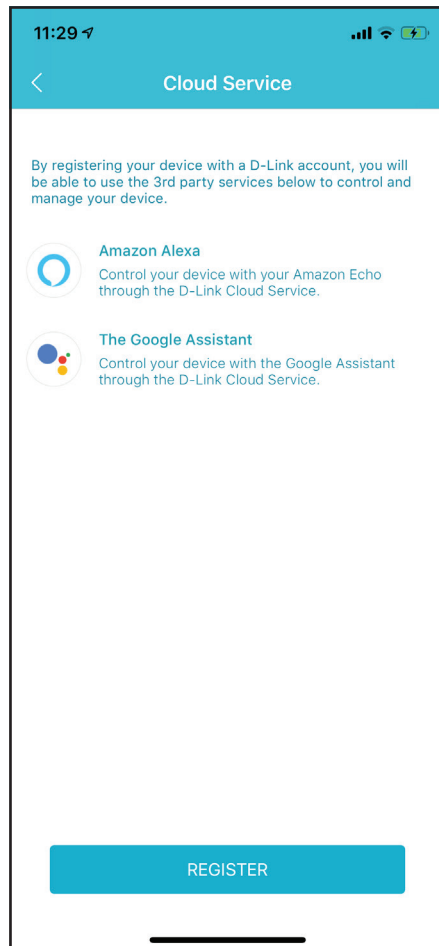 11:29
Cloud Service
By registering your device with a D-Link account, you will
be able to use the 3rd party services below to control and
manage your device.
Amazon Alexa
Control your device with your Amazon Echo
through the D-Link Cloud Service.
The Google Assistant
Control your device with the Google Assistant
through the D-Link Cloud Service.
REGISTER